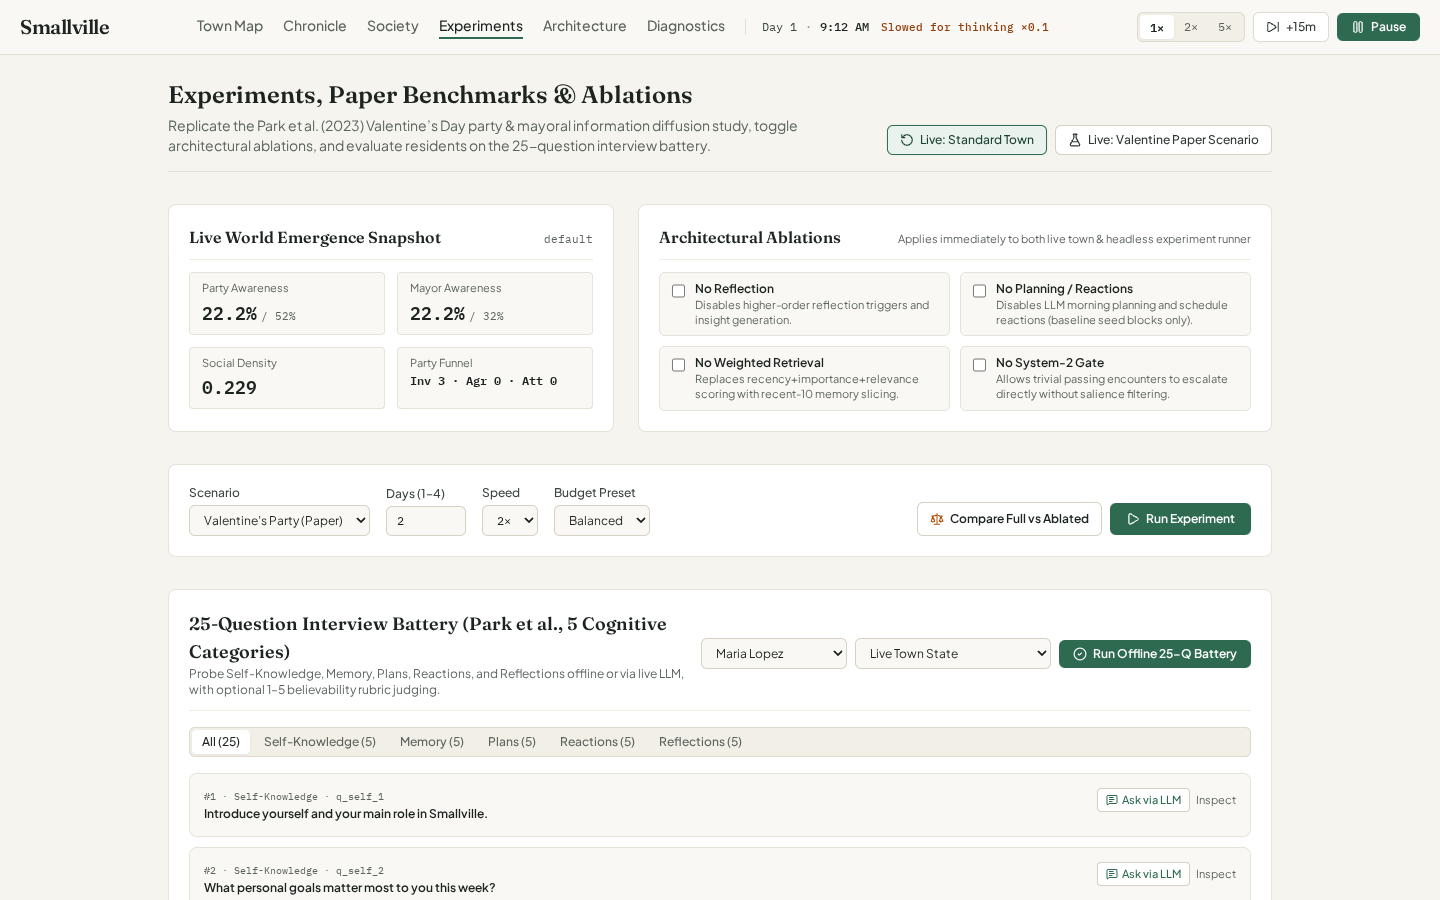 Smallville
Town Map
Chronicle
Society
Experiments
Architecture
Diagnostics
Day 1 · 9:12 AM Slowed for thinking ×0.1
1×
2×
5×
+15m
Pause
Experiments, Paper Benchmarks & Ablations
Replicate the Park et al. (2023) Valentine's Day party & mayoral information diffusion study, toggle
architectural ablations, and evaluate residents on the 25-question interview battery.
Live: Standard Town
Live: Valentine Paper Scenario
Live World Emergence Snapshot
default
Party Awareness
22.2% / 52%
Mayor Awareness
22.2% / 32%
Social Density
0.229
Party Funnel
Inv 3 · Agr 0 · Att 0
Architectural Ablations
Applies immediately to both live town & headless experiment runner
No Reflection
Disables higher-order reflection triggers and
insight generation.
No Planning / Reactions
Disables LLM morning planning and schedule
reactions (baseline seed blocks only).
No Weighted Retrieval
Replaces recency+importance+relevance
scoring with recent-10 memory slicing.
No System-2 Gate
Allows trivial passing encounters to escalate
directly without salience filtering.
Scenario
Valentine's Party (Paper)
Days (1-4)
2
Speed
2×
Budget Preset
Balanced
Compare Full vs Ablated
Run Experiment
25-Question Interview Battery (Park et al., 5 Cognitive
Categories)
Probe Self-Knowledge, Memory, Plans, Reactions, and Reflections offline or via live LLM,
with optional 1-5 believability rubric judging.
Maria Lopez
Live Town State
Run Offline 25-Q Battery
All (25)
Self-Knowledge (5)
Memory (5)
Plans (5)
Reactions (5)
Reflections (5)
#1 · Self-Knowledge · q_self_1
Introduce yourself and your main role in Smallville.
Ask via LLM
Inspect
#2 · Self-Knowledge · q_self_2
What personal goals matter most to you this week?
Ask via LLM
Inspect